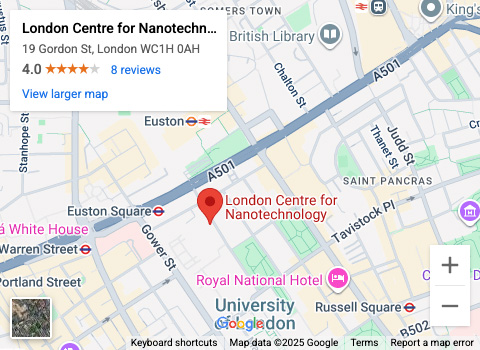 London Centre for Nanotechn...
19 Gordon St, London WC1H 0AH
4.0
8 reviews
View larger map
SOMERS TOWN
King's
British Library
Chalton St
A501
Stanhope St
Euston
Judd St
Thanet St
A501
SAINT PANCRAS
London Centre for
Nanotechnology
Euston Square
á White House
Warren Street
Gower St
Tavistock Pl
Portland Street
Royal National Hotel
Russell Square
University
London
Google
B502
Keyboard shortcuts
Map data ©2025 Google
Terms
Report a map error